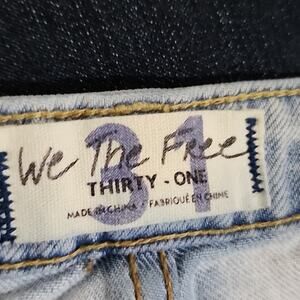 We The Free
31
THIRTY - ONE
MADE IN CHINA / FABRIQUÉ EN CHINE